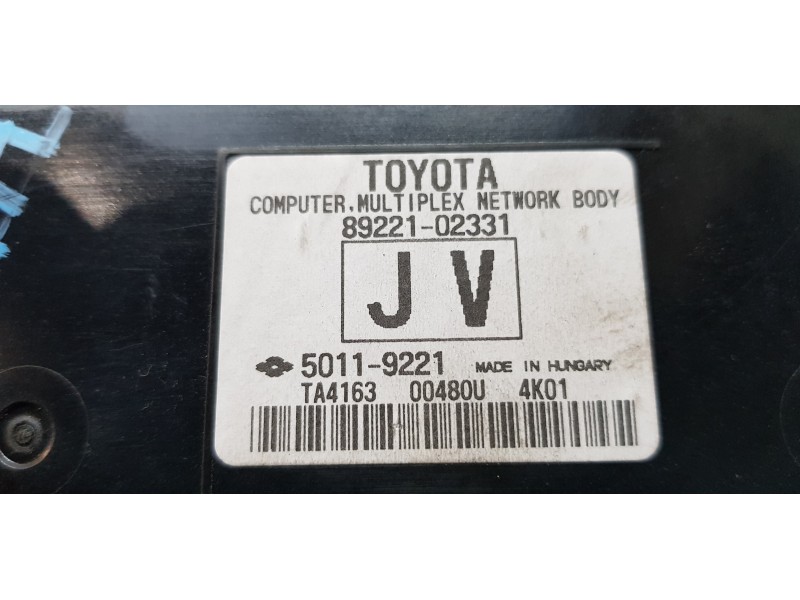 TOYOTA
COMPUTER.MULTIPLEX NETWORK BODY
89221-02331
JV
5011-9221 MADE IN HUNGARY
TA4163 00480U 4K01